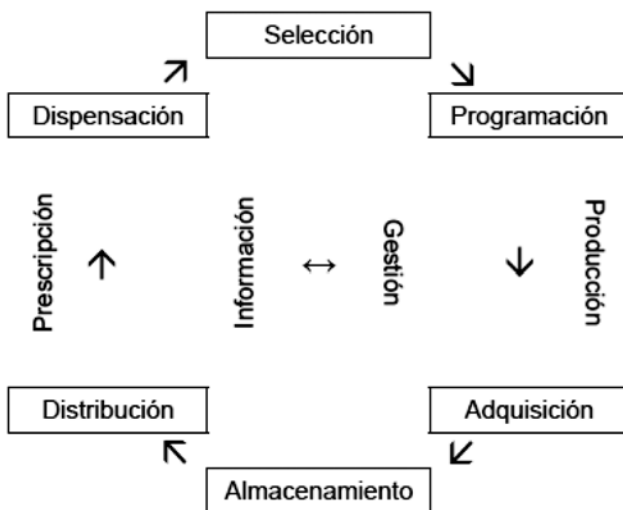 Selección
Dispensación
Programación
Prescripción
Información
Gestión
Producción
Distribución
Adquisición
Almacenamiento